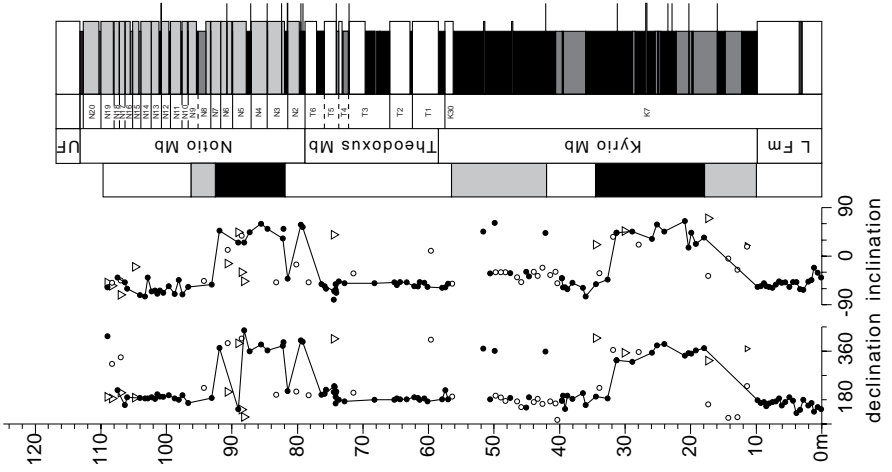 N20 N19 N18 N17 N16 N15 N14 N13 N12 N11 N10 N9 N8 N7 N6 N5 N4 N3 N2 T6 T5 T4 T3 T2 T1 K30 K7
UF Notio Mb Theodoxus Mb Kyrio Mb L Fm
90
0
-90
inclination
360
180
declination
120 110 100 90 80 70 60 50 40 30 20 10 0m